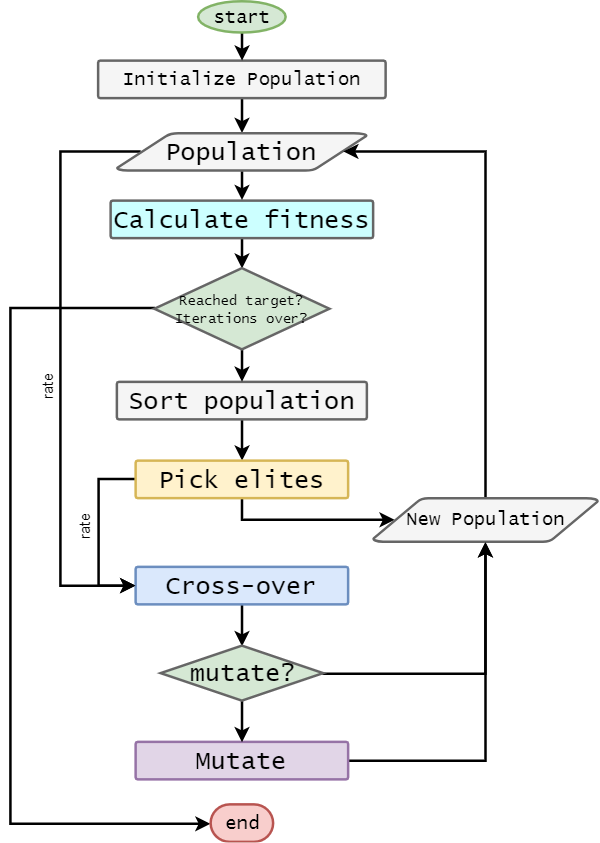 start
Initialize Population
Population
Calculate fitness
Reached target?
Iterations over?
rate
Sort population
Pick elites
New Population
rate
Cross-over
mutate?
Mutate
end